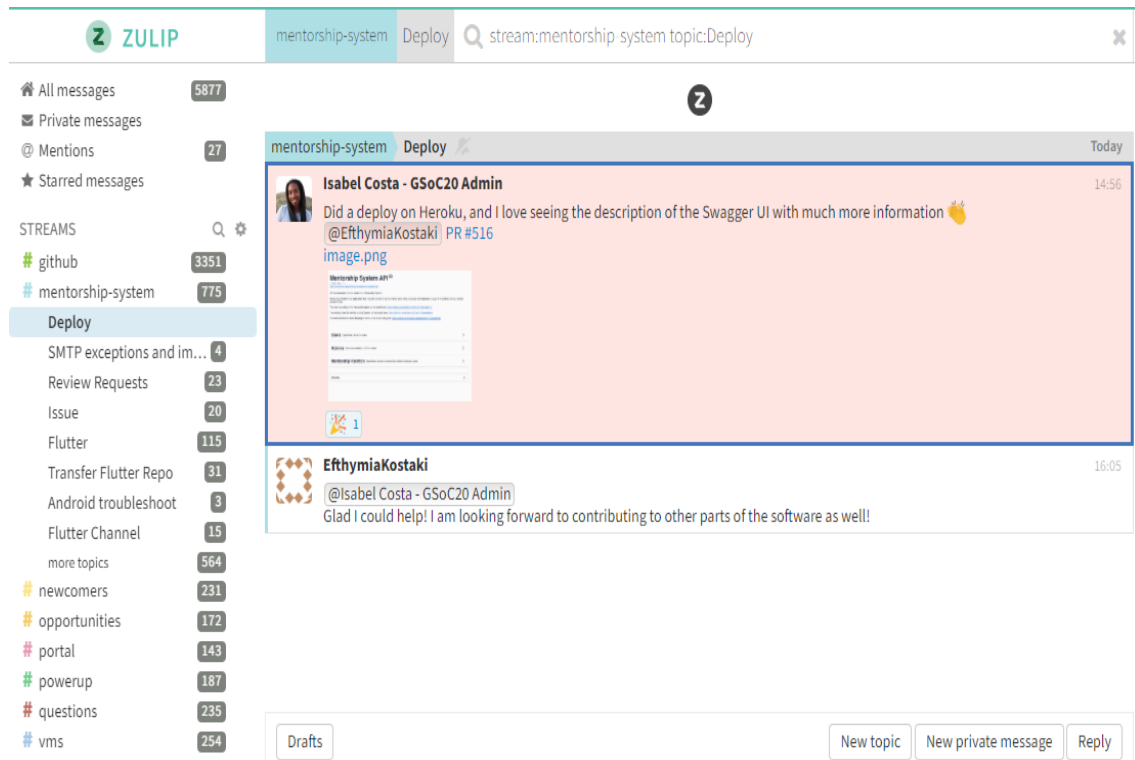 Z ZULIP
mentorship-system Deploy stream:mentorship-system topic:Deploy
All messages 5877
Private messages
@ Mentions 27
Starred messages
STREAMS
# github 3351
# mentorship-system 775
Deploy
SMTP exceptions and im... 4
Review Requests 23
Issue 20
Flutter 115
Transfer Flutter Repo 31
Android troubleshoot 3
Flutter Channel 15
more topics 564
# newcomers 231
# opportunities 172
# portal 143
# powerup 187
# questions 235
# vms 254
Z
mentorship-system Deploy Today
Isabel Costa - GSoC20 Admin 14:56
Did a deploy on Heroku, and I love seeing the description of the Swagger UI with much more information
@EfthymiaKostaki PR #516
image.png
Mentorship System API
1
EfthymiaKostaki 16:05
@Isabel Costa - GSoC20 Admin
Glad I could help! I am looking forward to contributing to other parts of the software as well!
Drafts New topic New private message Reply